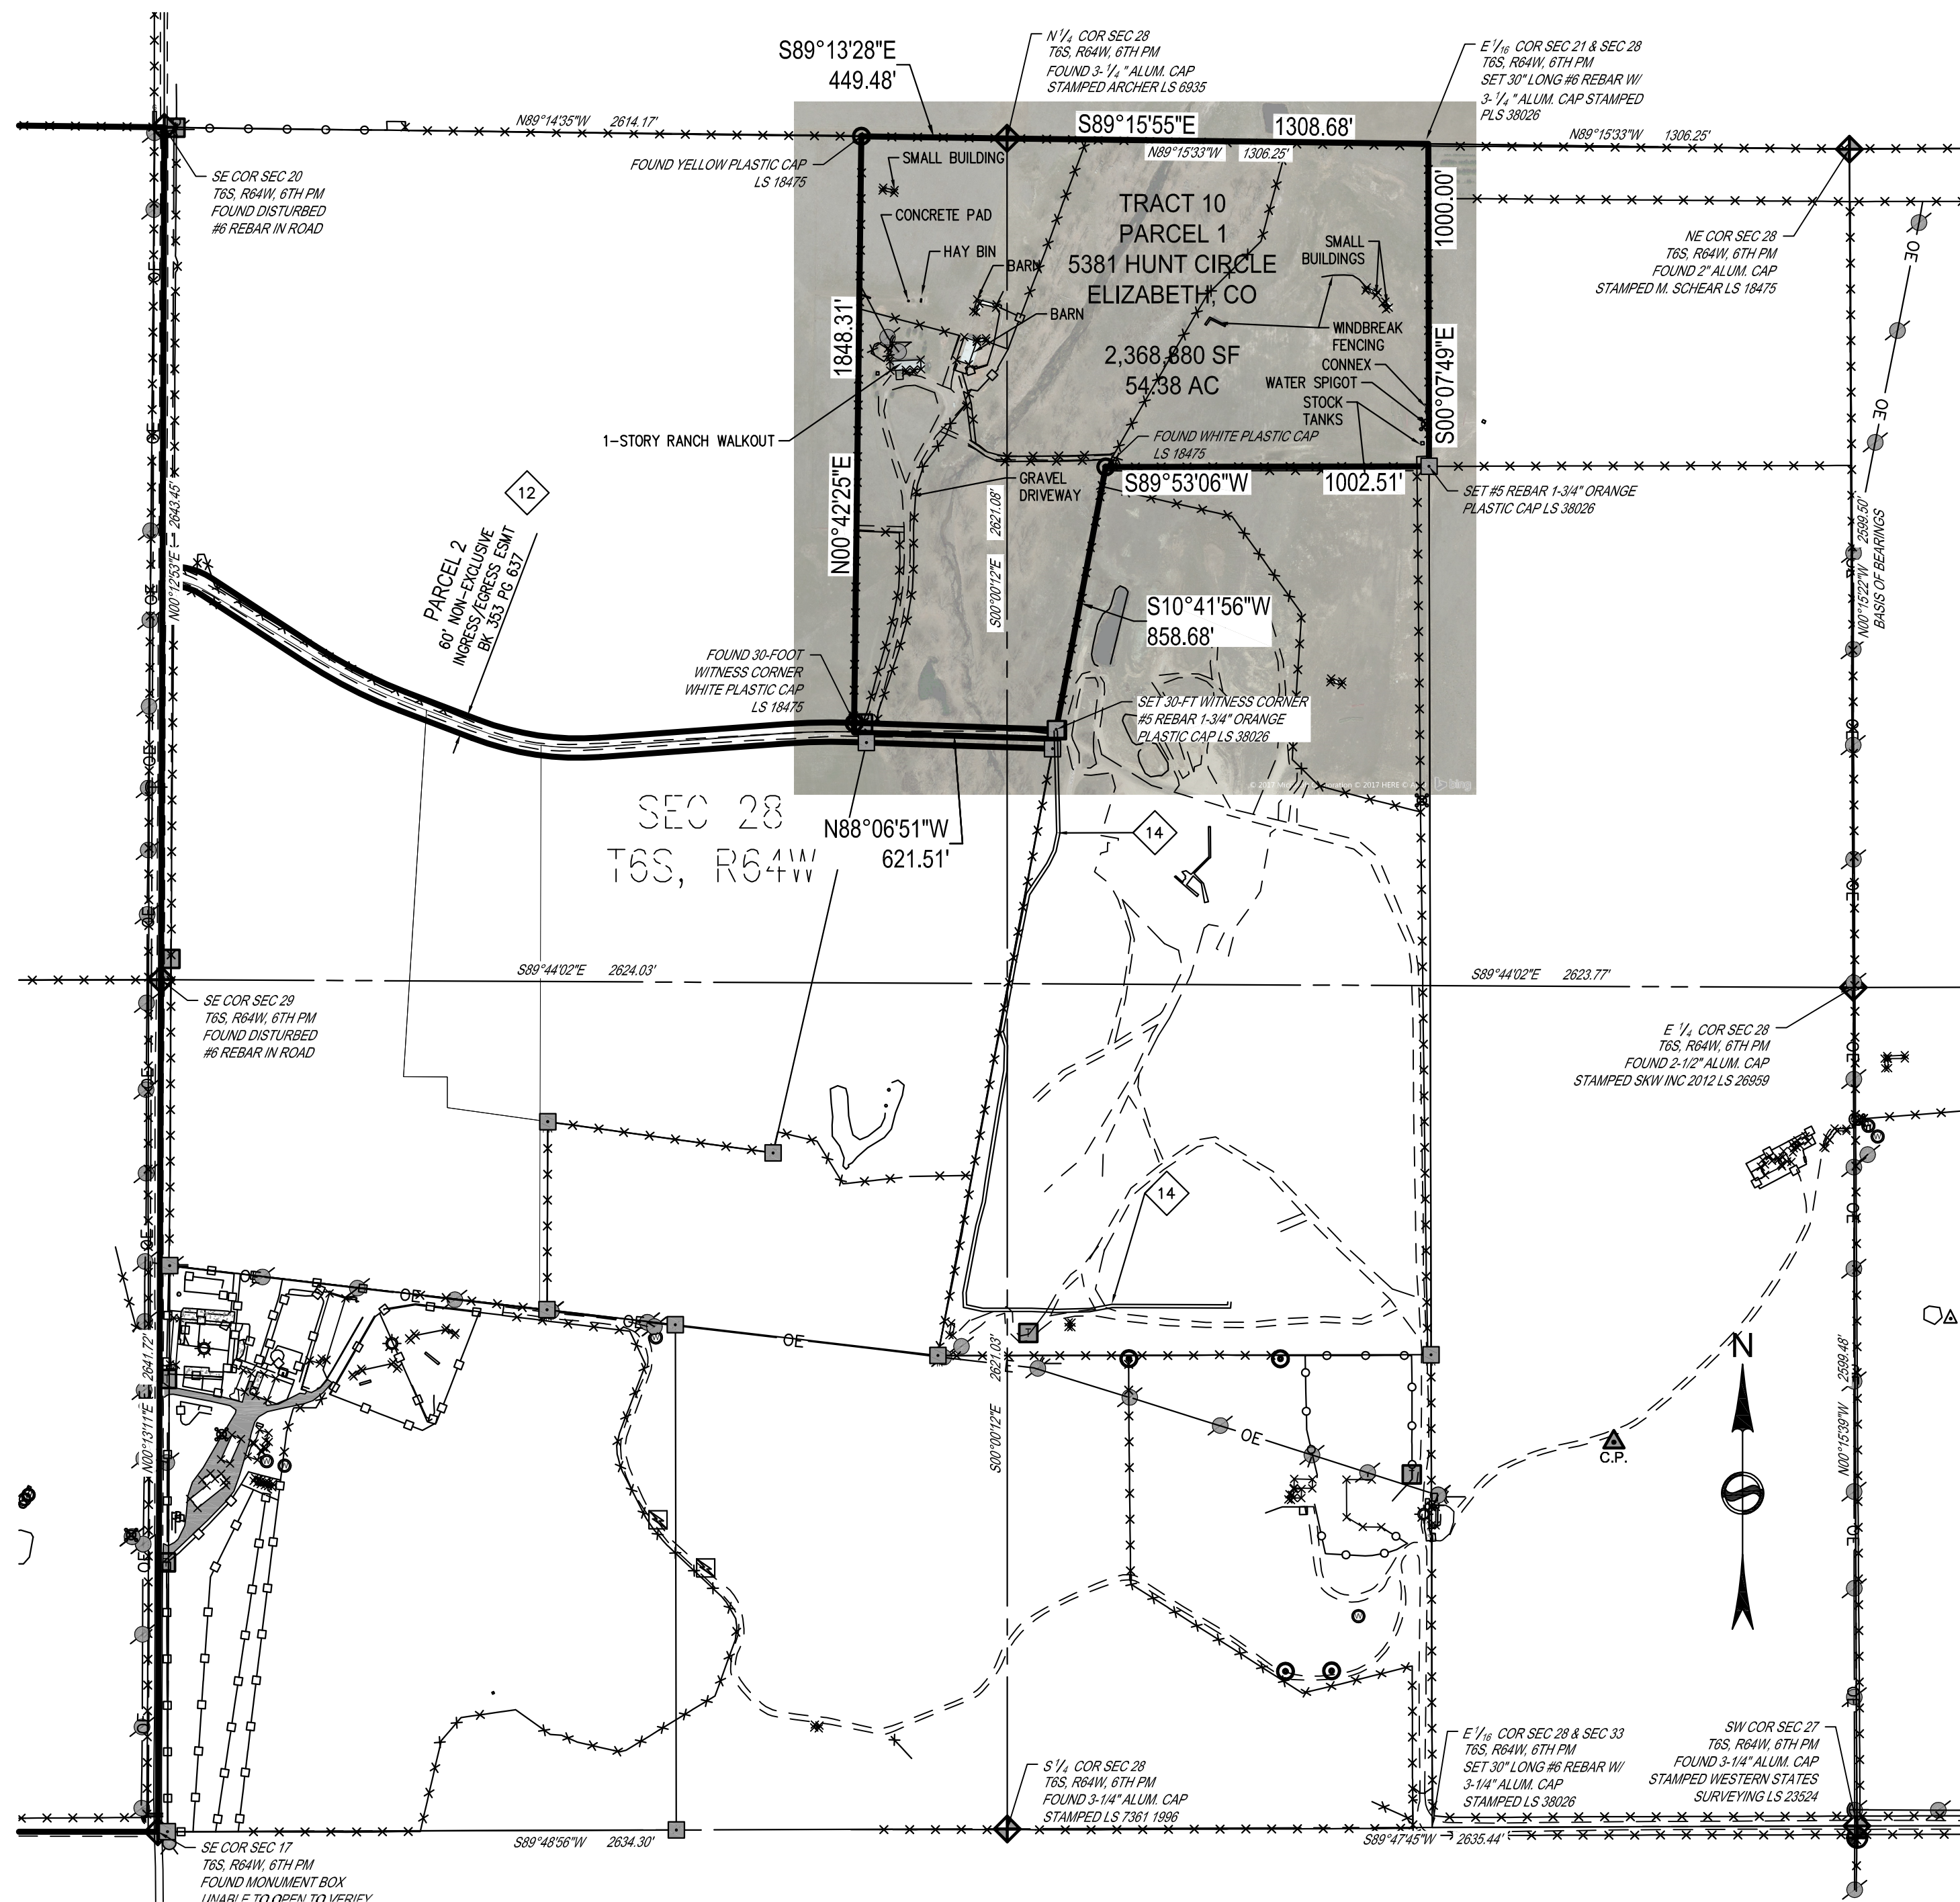 S89°13'28"E
449.48'
N 1/4 COR SEC 28
T6S, R64W, 6TH PM
FOUND 3-1/4" ALUM. CAP
STAMPED ARCHER LS 6935
E 1/16 COR SEC 21 & SEC 28
T6S, R64W, 6TH PM
SET 30" LONG #6 REBAR W/
3-1/4" ALUM. CAP STAMPED
PLS 38026
N89°14'35"W 2614.17'
S89°15'55"E 1308.68'
N89°15'33"W 1306.25'
N89°15'33"W 1306.25'
FOUND YELLOW PLASTIC CAP
LS 18475
SE COR SEC 20
T6S, R64W, 6TH PM
FOUND DISTURBED
#6 REBAR IN ROAD
SMALL BUILDING
CONCRETE PAD
HAY BIN
BARN
BARN
TRACT 10
PARCEL 1
5381 HUNT CIRCLE
ELIZABETH, CO
2,368,880 SF
54.38 AC
SMALL
BUILDINGS
WINDBREAK
FENCING
CONNEX
WATER SPIGOT
STOCK
TANKS
1000.00'
S00°07'49"E
NE COR SEC 28
T6S, R64W, 6TH PM
FOUND 2" ALUM. CAP
STAMPED M. SCHEAR LS 18475
OE
OE
OE
OE
1848.31'
N00°42'25"E
1-STORY RANCH WALKOUT
FOUND WHITE PLASTIC CAP
LS 18475
S89°53'06"W 1002.51'
GRAVEL
DRIVEWAY
SET #5 REBAR 1-3/4" ORANGE
PLASTIC CAP LS 38026
12
PARCEL 2
60' NON-EXCLUSIVE
INGRESS/EGRESS ESMT
BK 353 PG 637
N00°12'53"E 2643.45'
S00°00'12"E 2621.08'
N00°15'22"W 2599.50'
BASIS OF BEARINGS
S10°41'56"W
858.68'
FOUND 30-FOOT
WITNESS CORNER
WHITE PLASTIC CAP
LS 18475
SET 30-FT WITNESS CORNER
#5 REBAR 1-3/4" ORANGE
PLASTIC CAP LS 38026
bing
SEC 28
T6S, R64W
N88°06'51"W
621.51'
14
S89°44'02"E 2624.03'
S89°44'02"E 2623.77'
SE COR SEC 29
T6S, R64W, 6TH PM
FOUND DISTURBED
#6 REBAR IN ROAD
E 1/4 COR SEC 28
T6S, R64W, 6TH PM
FOUND 2-1/2" ALUM. CAP
STAMPED SKW INC 2012 LS 26959
14
OE
OE
OE
OE
OE
N00°13'11"E 2641.72'
S00°00'12"E 2621.03'
N00°15'39"W 2599.48'
N
C.P.
S 1/4 COR SEC 28
T6S, R64W, 6TH PM
FOUND 3-1/4" ALUM. CAP
STAMPED LS 7361 1996
E 1/16 COR SEC 28 & SEC 33
T6S, R64W, 6TH PM
SET 30" LONG #6 REBAR W/
3-1/4" ALUM. CAP
STAMPED LS 38026
SW COR SEC 27
T6S, R64W, 6TH PM
FOUND 3-1/4" ALUM. CAP
STAMPED WESTERN STATES
SURVEYING LS 23524
S89°48'56"W 2634.30'
S89°47'45"W 2635.44'
SE COR SEC 17
T6S, R64W, 6TH PM
FOUND MONUMENT BOX
UNABLE TO OPEN TO VERIFY